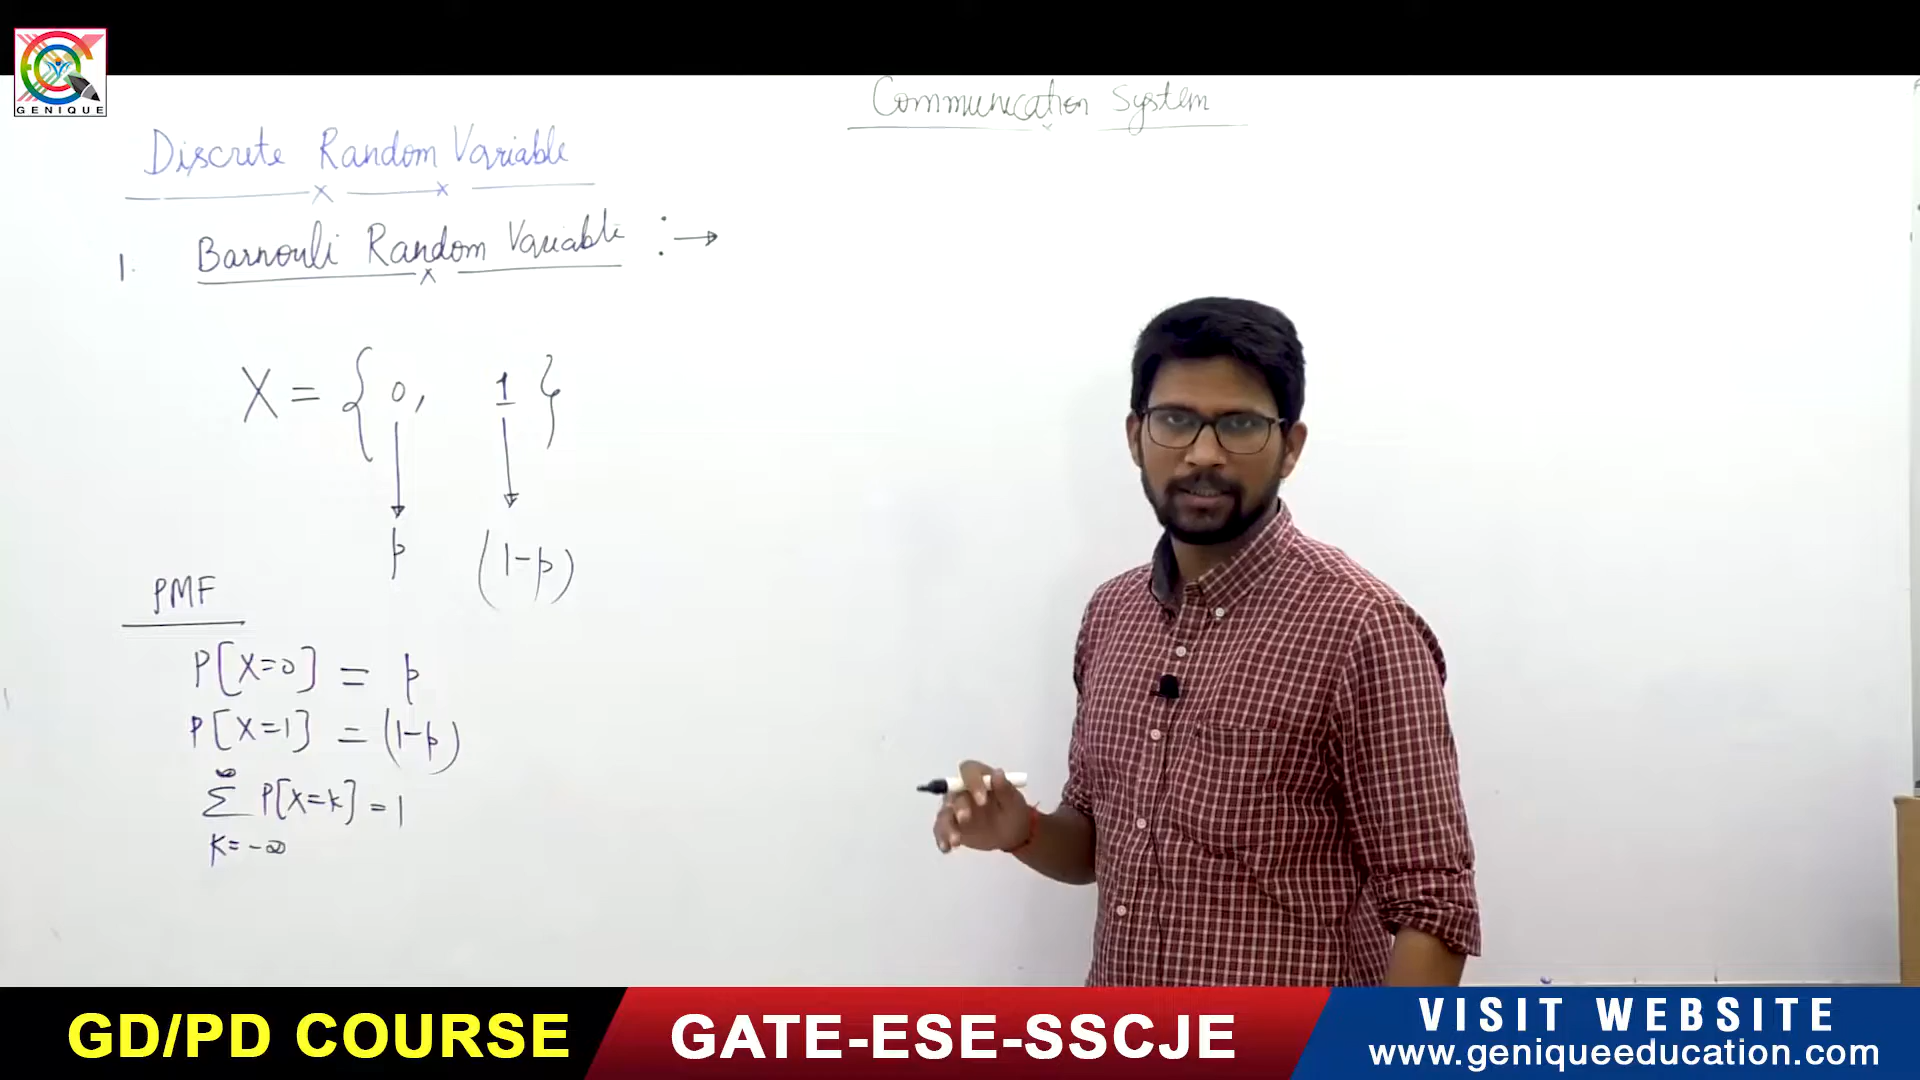 GENIQUE
Communication System
Discrete Random Variable
1. Barnouli Random Variable :→
X = { 0, 1 }
p (1-p)
PMF
P[X=0] = p
P[X=1] = (1-p)
∞
Σ P[X=k] = 1
K=-∞
GD/PD COURSE
GATE-ESE-SSCJE
VISIT WEBSITE
www.geniqueeducation.com